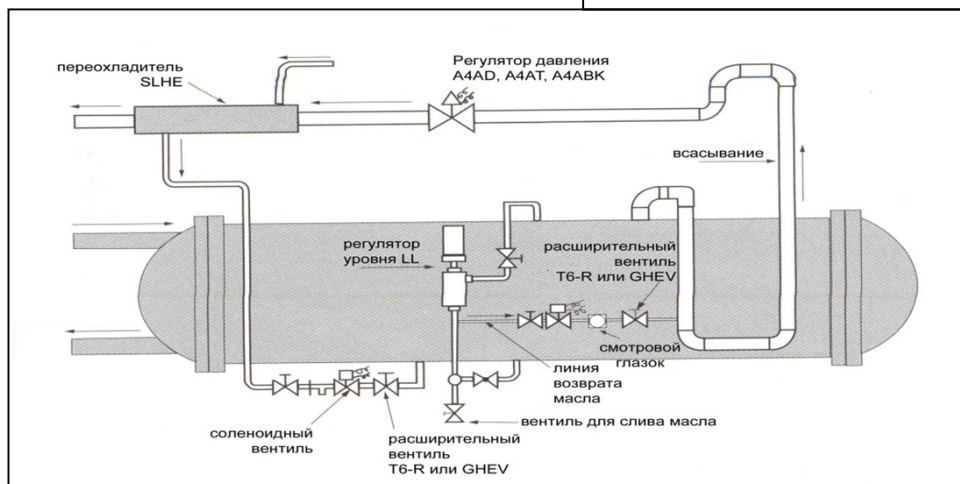 переохладитель
SLHE
Регулятор давления
A4AD, A4AT, A4ABK
всасывание
регулятор
уровня LL
расширительный
вентиль
T6-R или GHEV
смотровой
глазок
линия
возврата
масла
вентиль для слива масла
соленоидный
вентиль
расширительный
вентиль
T6-R или GHEV